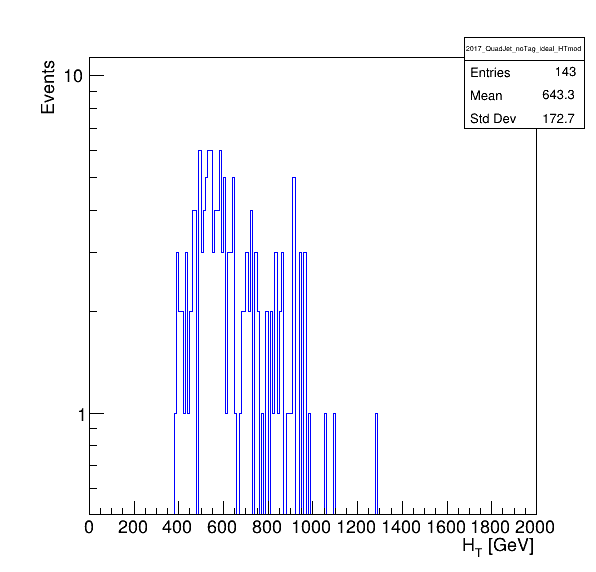 2017_QuadJet_noTag_ideal_HTmod
Entries 143
Mean 643.3
Std Dev 172.7
Events
10
1
0 200 400 600 800 1000 1200 1400 1600 1800 2000
H_T [GeV]